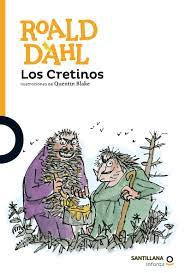 ROALD
DAHL
Los Cretinos
ILUSTRACIONES DE Quentin Blake
SANTILLANA
infantil